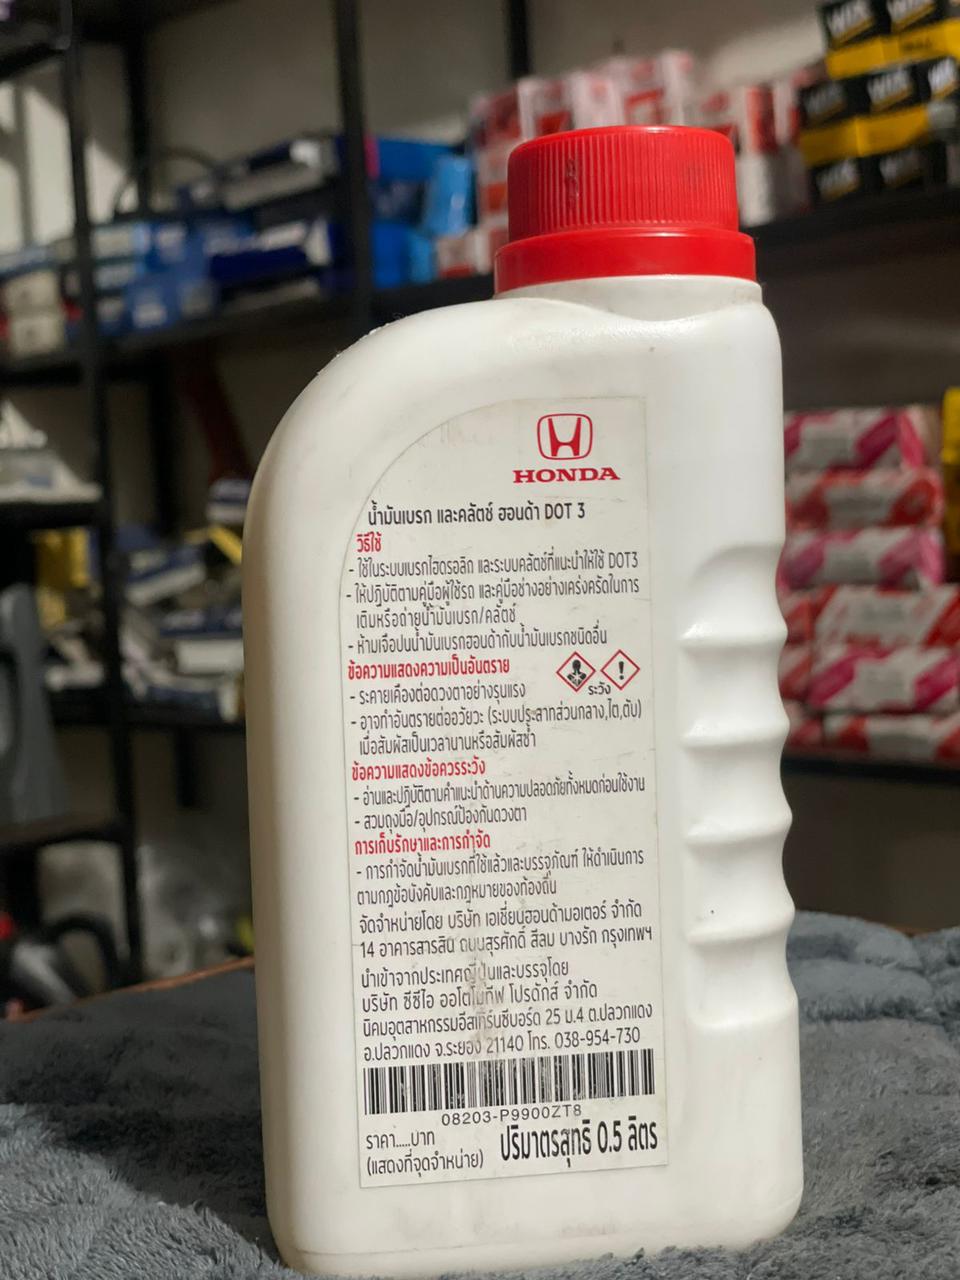 WIX
WIX
WIX
WIX
HONDA
น้ำมันเบรก และคลัตช์ ฮอนด้า DOT 3
วิธีใช้
- ใช้ในระบบเบรกไฮดรอลิก และระบบคลัตช์ที่แนะนำให้ใช้ DOT3
- ให้ปฏิบัติตามคู่มือผู้ใช้รถ และคู่มือช่างอย่างเคร่งครัดในการ
เติมหรือถ่ายน้ำมันเบรก/คลัตช์
- ห้ามเจือปนน้ำมันเบรกฮอนด้ากับน้ำมันเบรกชนิดอื่น
ข้อความแสดงความเป็นอันตราย
- ระคายเคืองต่อดวงตาอย่างรุนแรง
ระวัง
- อาจทำอันตรายต่ออวัยวะ (ระบบประสาทส่วนกลาง,ไต,ตับ)
เมื่อสัมผัสเป็นเวลานานหรือสัมผัสซ้ำ
ข้อความแสดงข้อควรระวัง
- อ่านและปฏิบัติตามคำแนะนำด้านความปลอดภัยทั้งหมดก่อนใช้งาน
- สวมถุงมือ/อุปกรณ์ป้องกันดวงตา
การเก็บรักษาและการกำจัด
- การกำจัดน้ำมันเบรกที่ใช้แล้วและบรรจุภัณฑ์ ให้ดำเนินการ
ตามกฎข้อบังคับและกฎหมายของท้องถิ่น
จัดจำหน่ายโดย บริษัท เอเชี่ยนฮอนด้ามอเตอร์ จำกัด
14 อาคารสารสิน ถนนสุรศักดิ์ สีลม บางรัก กรุงเทพฯ
นำเข้าจากประเทศญี่ปุ่นและบรรจุโดย
บริษัท ซีซีไอ ออโตโมทีฟ โปรดักส์ จำกัด
นิคมอุตสาหกรรมอีสเทิร์นซีบอร์ด 25 ม.4 ต.ปลวกแดง
อ.ปลวกแดง จ.ระยอง 21140 โทร. 038-954-730
08203-P9900ZT8
ราคา.....บาท
(แสดงที่จุดจำหน่าย)
ปริมาตรสุทธิ 0.5 ลิตร